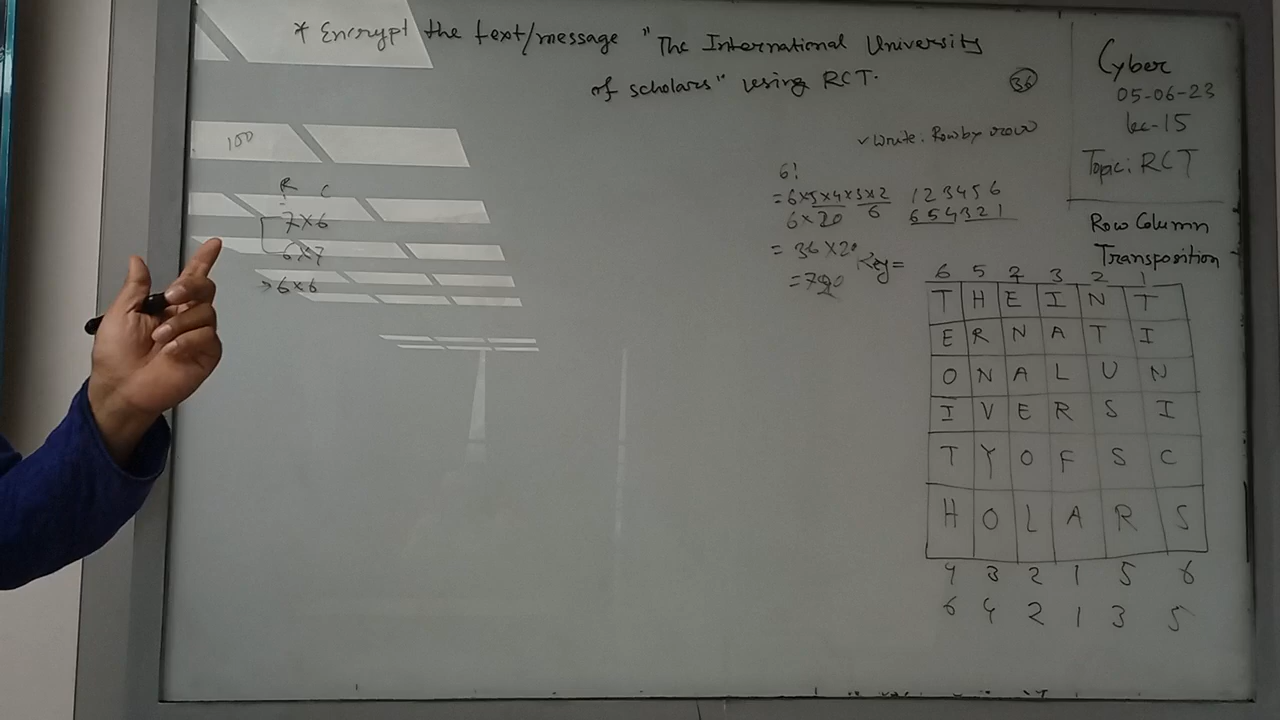 * Encrypt the text/message "The International University
of scholars" using RCT.
36
Cyber
05-06-23
lec-15
Topic: RCT
100
✓ Write: Row by row
R C
7×6
6×7
→ 6×6
6!
= 6×5×4×3×2
6×20 6
= 36×20
= 720
1 2 3 4 5 6
6 5 4 3 2 1
Row Column
Transposition
Key= 6 5 4 3 2 1
T H E I N T
E R N A T I
O N A L U N
I V E R S I
T Y O F S C
H O L A R S
4 3 2 1 5 6
6 4 2 1 3 5